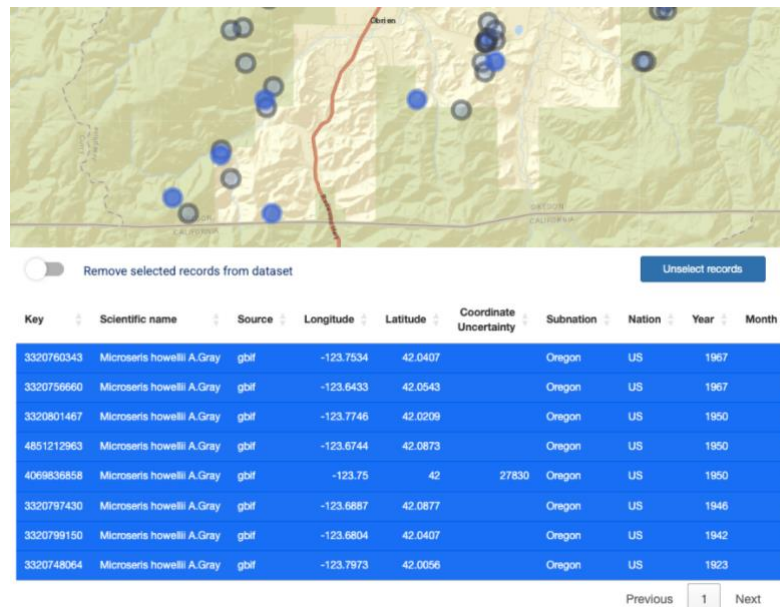 Obrien
OREGON
CALIFORNIA
OREGON
CALIFORNIA
Remove selected records from dataset
Unselect records
Key Scientific name Source Longitude Latitude Coordinate Uncertainty Subnation Nation Year Month
3320760343 Microseris howellii A.Gray gbif -123.7534 42.0407 Oregon US 1967
3320756660 Microseris howellii A.Gray gbif -123.6433 42.0543 Oregon US 1967
3320801467 Microseris howellii A.Gray gbif -123.7746 42.0209 Oregon US 1950
4851212963 Microseris howellii A.Gray gbif -123.6744 42.0873 Oregon US 1950
4069836858 Microseris howellii A.Gray gbif -123.75 42 27830 Oregon US 1950
3320797430 Microseris howellii A.Gray gbif -123.6887 42.0877 Oregon US 1946
3320799150 Microseris howellii A.Gray gbif -123.6804 42.0407 Oregon US 1942
3320748064 Microseris howellii A.Gray gbif -123.7973 42.0056 Oregon US 1923
Previous 1 Next